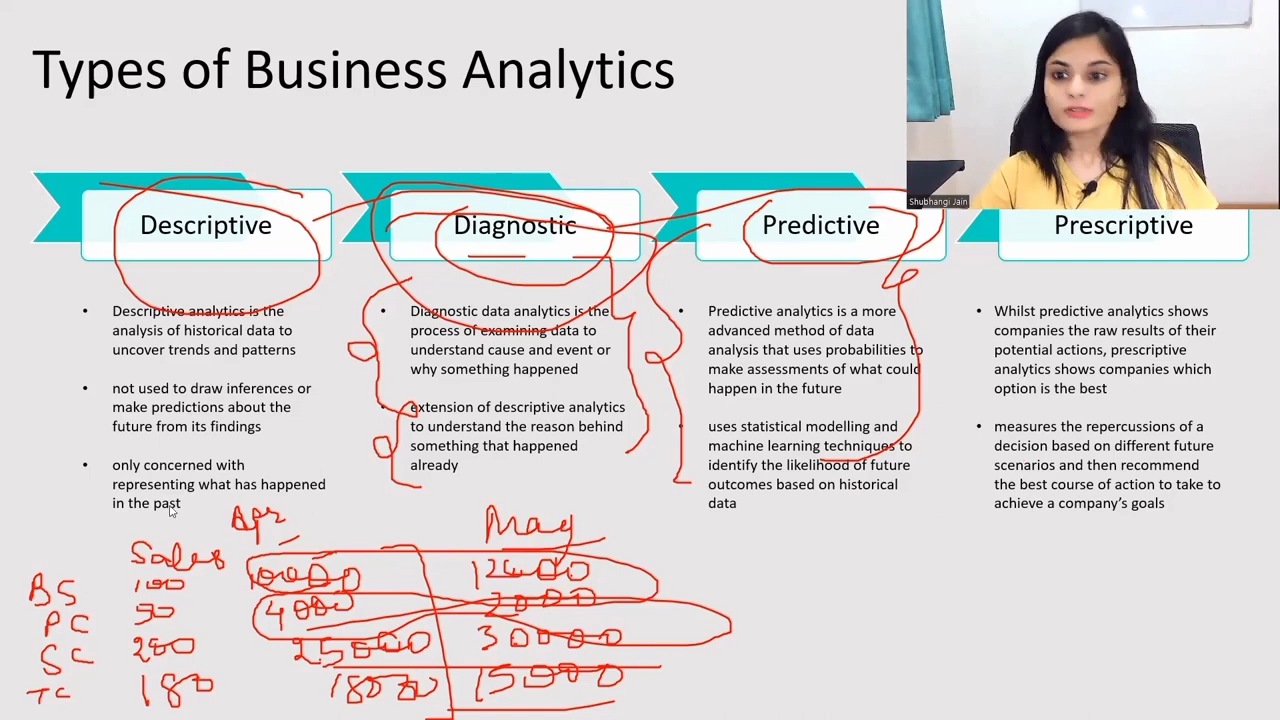 Types of Business Analytics
Shubhangi Jain
Descriptive
Diagnostic
Predictive
Prescriptive
• Descriptive analytics is the
analysis of historical data to
uncover trends and patterns
• not used to draw inferences or
make predictions about the
future from its findings
• only concerned with
representing what has happened
in the past
• Diagnostic data analytics is the
process of examining data to
understand cause and event or
why something happened
• extension of descriptive analytics
to understand the reason behind
something that happened
already
• Predictive analytics is a more
advanced method of data
analysis that uses probabilities to
make assessments of what could
happen in the future
• uses statistical modelling and
machine learning techniques to
identify the likelihood of future
outcomes based on historical
data
• Whilst predictive analytics shows
companies the raw results of their
potential actions, prescriptive
analytics shows companies which
option is the best
• measures the repercussions of a
decision based on different future
scenarios and then recommend
the best course of action to take to
achieve a company's goals
Sales Apr May
BS 100 10000 12000
PC 50 4000 2000
SC 200 25000 30000
TC 180 18000 15000